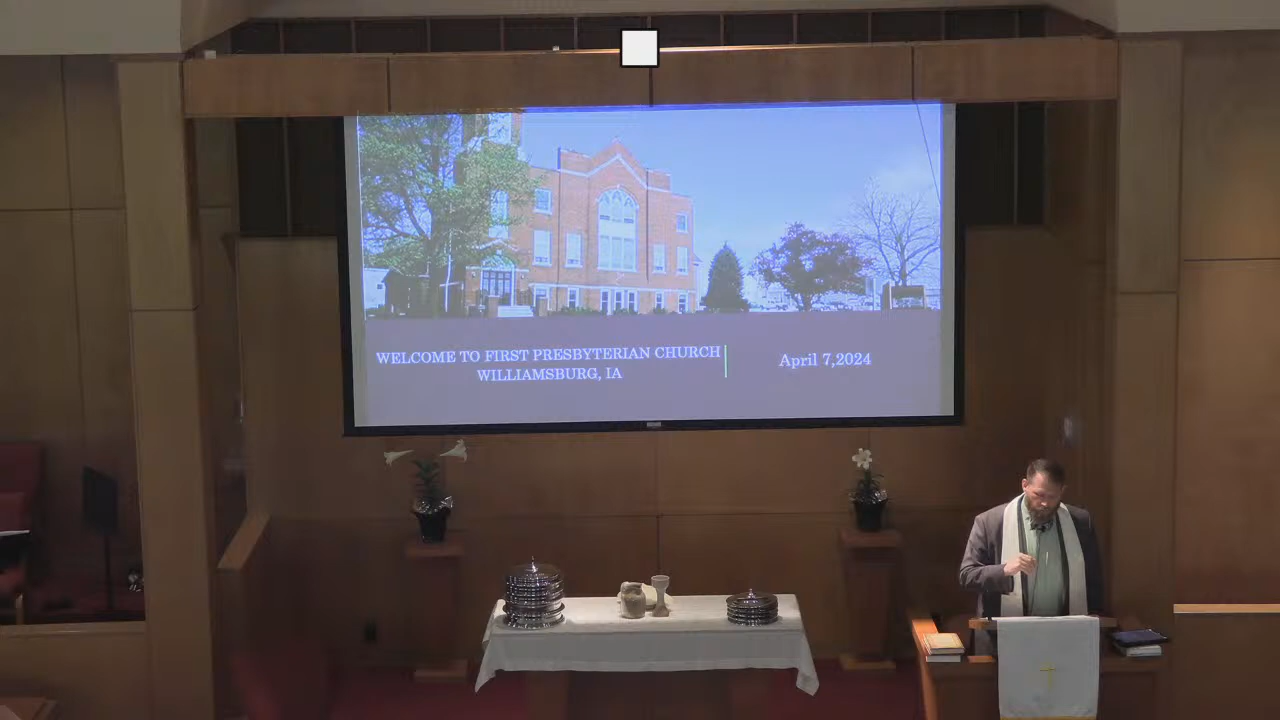 WELCOME TO FIRST PRESBYTERIAN CHURCH
WILLIAMSBURG, IA
April 7,2024